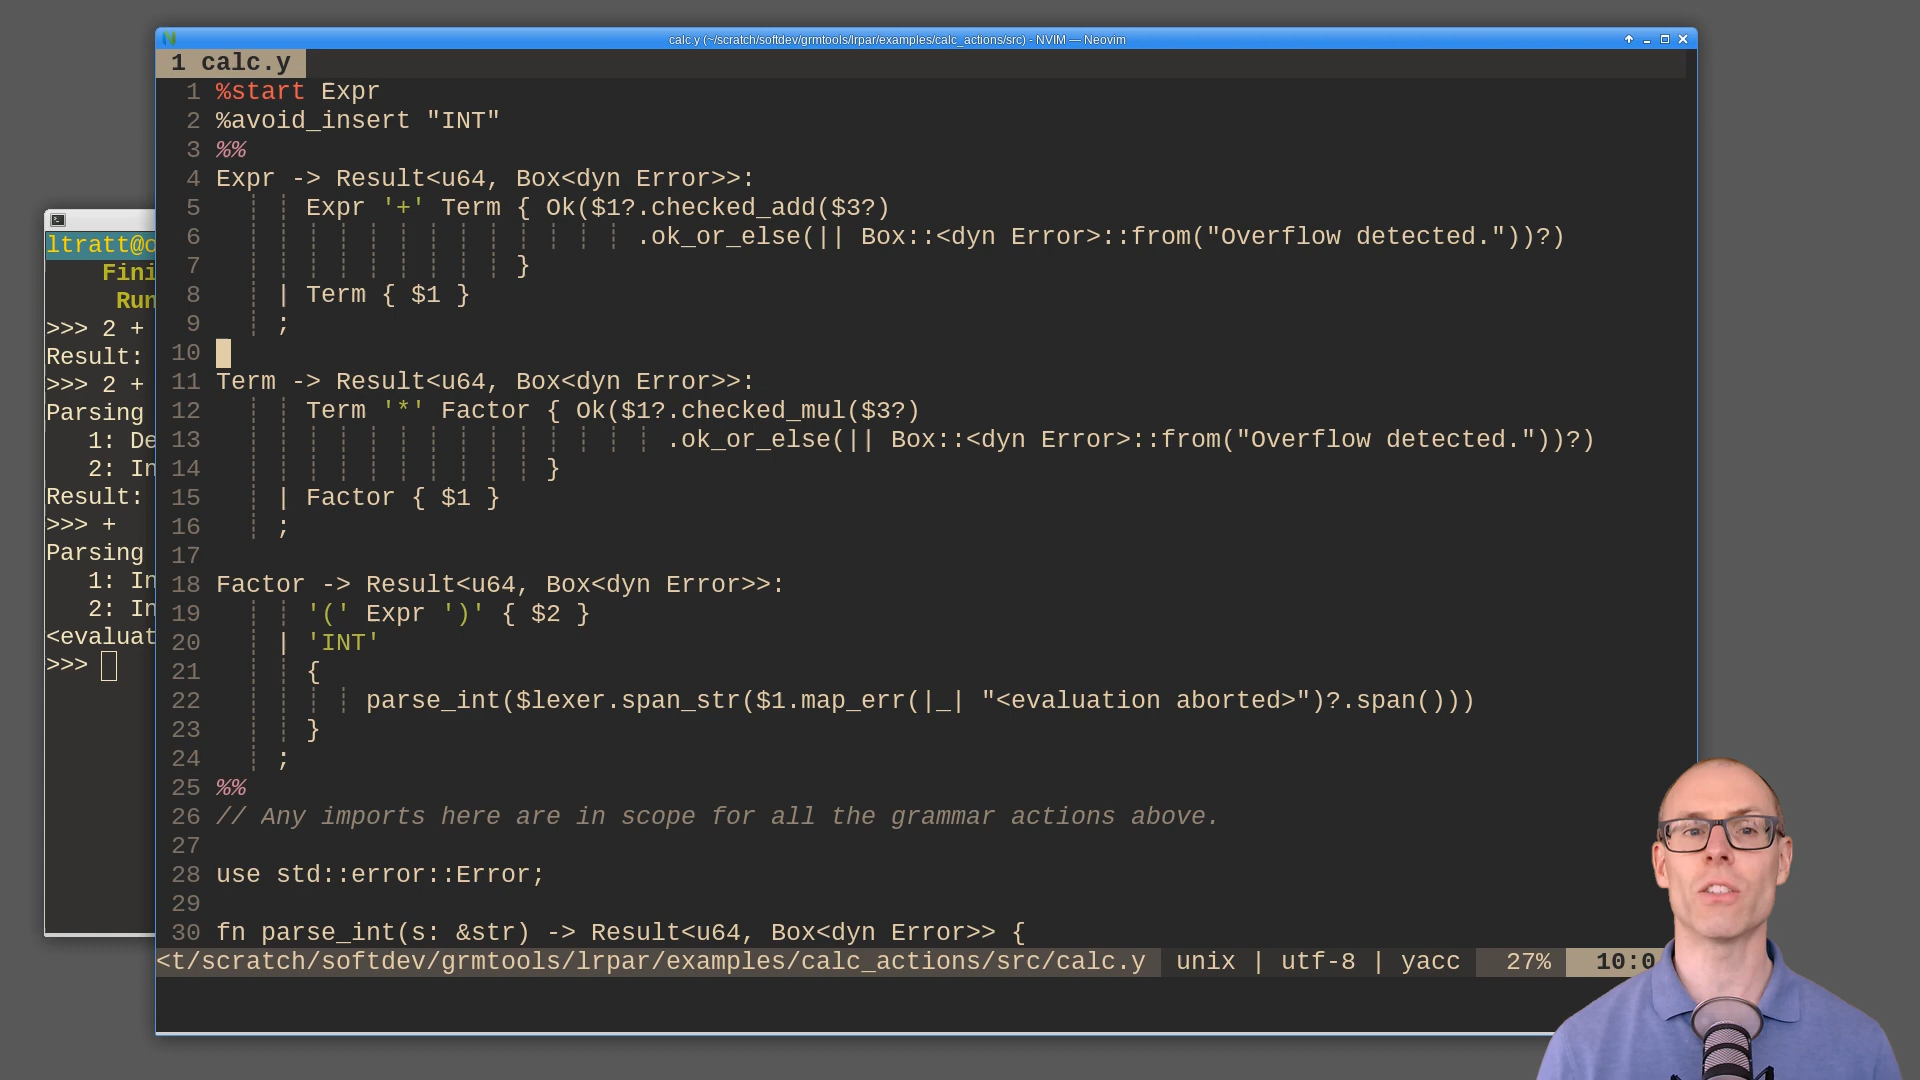 calc.y (~/scratch/softdev/grmtools/lrpar/examples/calc_actions/src) - NVIM — Neovim
1 calc.y
1 %start Expr
2 %avoid_insert "INT"
3 %%
4 Expr -> Result<u64, Box<dyn Error>>:
5 Expr '+' Term { Ok($1?.checked_add($3?)
6 .ok_or_else(|| Box::<dyn Error>::from("Overflow detected."))?)
7 }
8 | Term { $1 }
9 ;
10
11 Term -> Result<u64, Box<dyn Error>>:
12 Term '*' Factor { Ok($1?.checked_mul($3?)
13 .ok_or_else(|| Box::<dyn Error>::from("Overflow detected."))?)
14 }
15 | Factor { $1 }
16 ;
17
18 Factor -> Result<u64, Box<dyn Error>>:
19 '(' Expr ')' { $2 }
20 | 'INT'
21 {
22 parse_int($lexer.span_str($1.map_err(|_| "<evaluation aborted>")?.span()))
23 }
24 ;
25 %%
26 // Any imports here are in scope for all the grammar actions above.
27
28 use std::error::Error;
29
30 fn parse_int(s: &str) -> Result<u64, Box<dyn Error>> {
<t/scratch/softdev/grmtools/lrpar/examples/calc_actions/src/calc.y unix | utf-8 | yacc 27% 10:0
ltratt@c
Fini
Run
>>> 2 +
Result:
>>> 2 +
Parsing
1: De
2: In
Result:
>>> +
Parsing
1: In
2: In
<evaluat
>>>